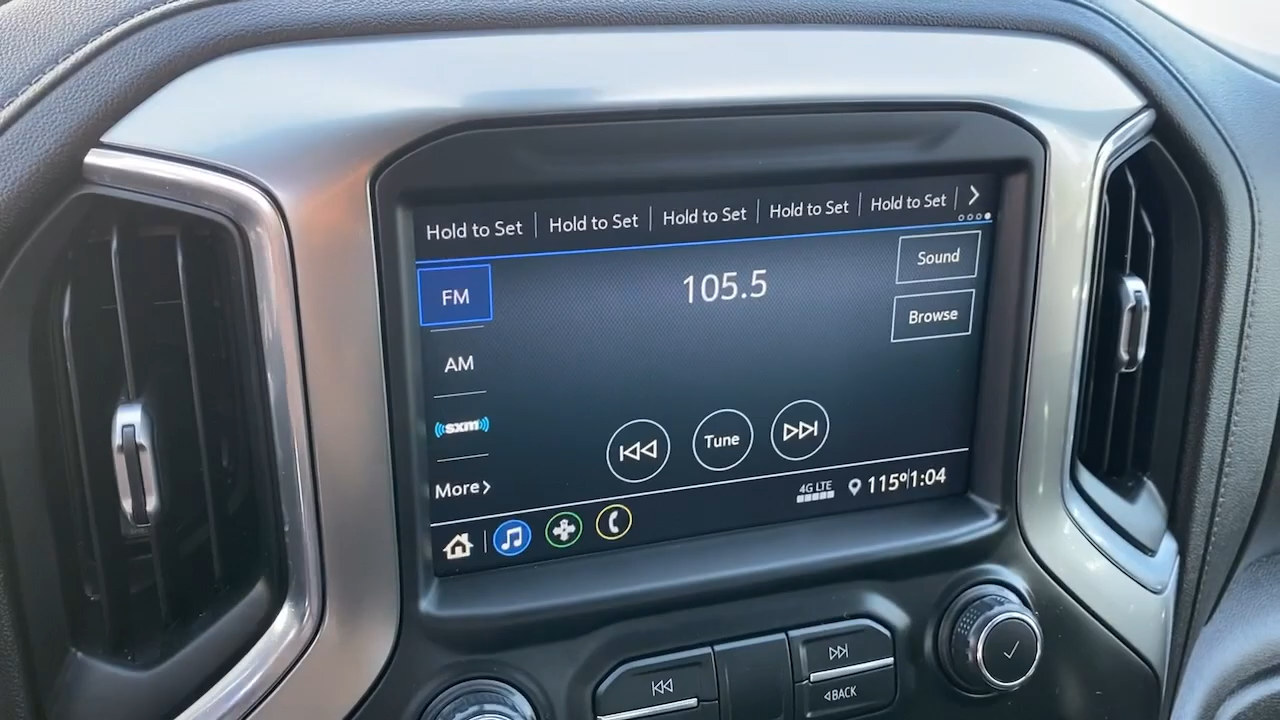 Hold to Set
Hold to Set
Hold to Set
Hold to Set
Hold to Set
FM
105.5
Sound
Browse
AM
sxm
Tune
More
4G LTE
115° 1:04
BACK